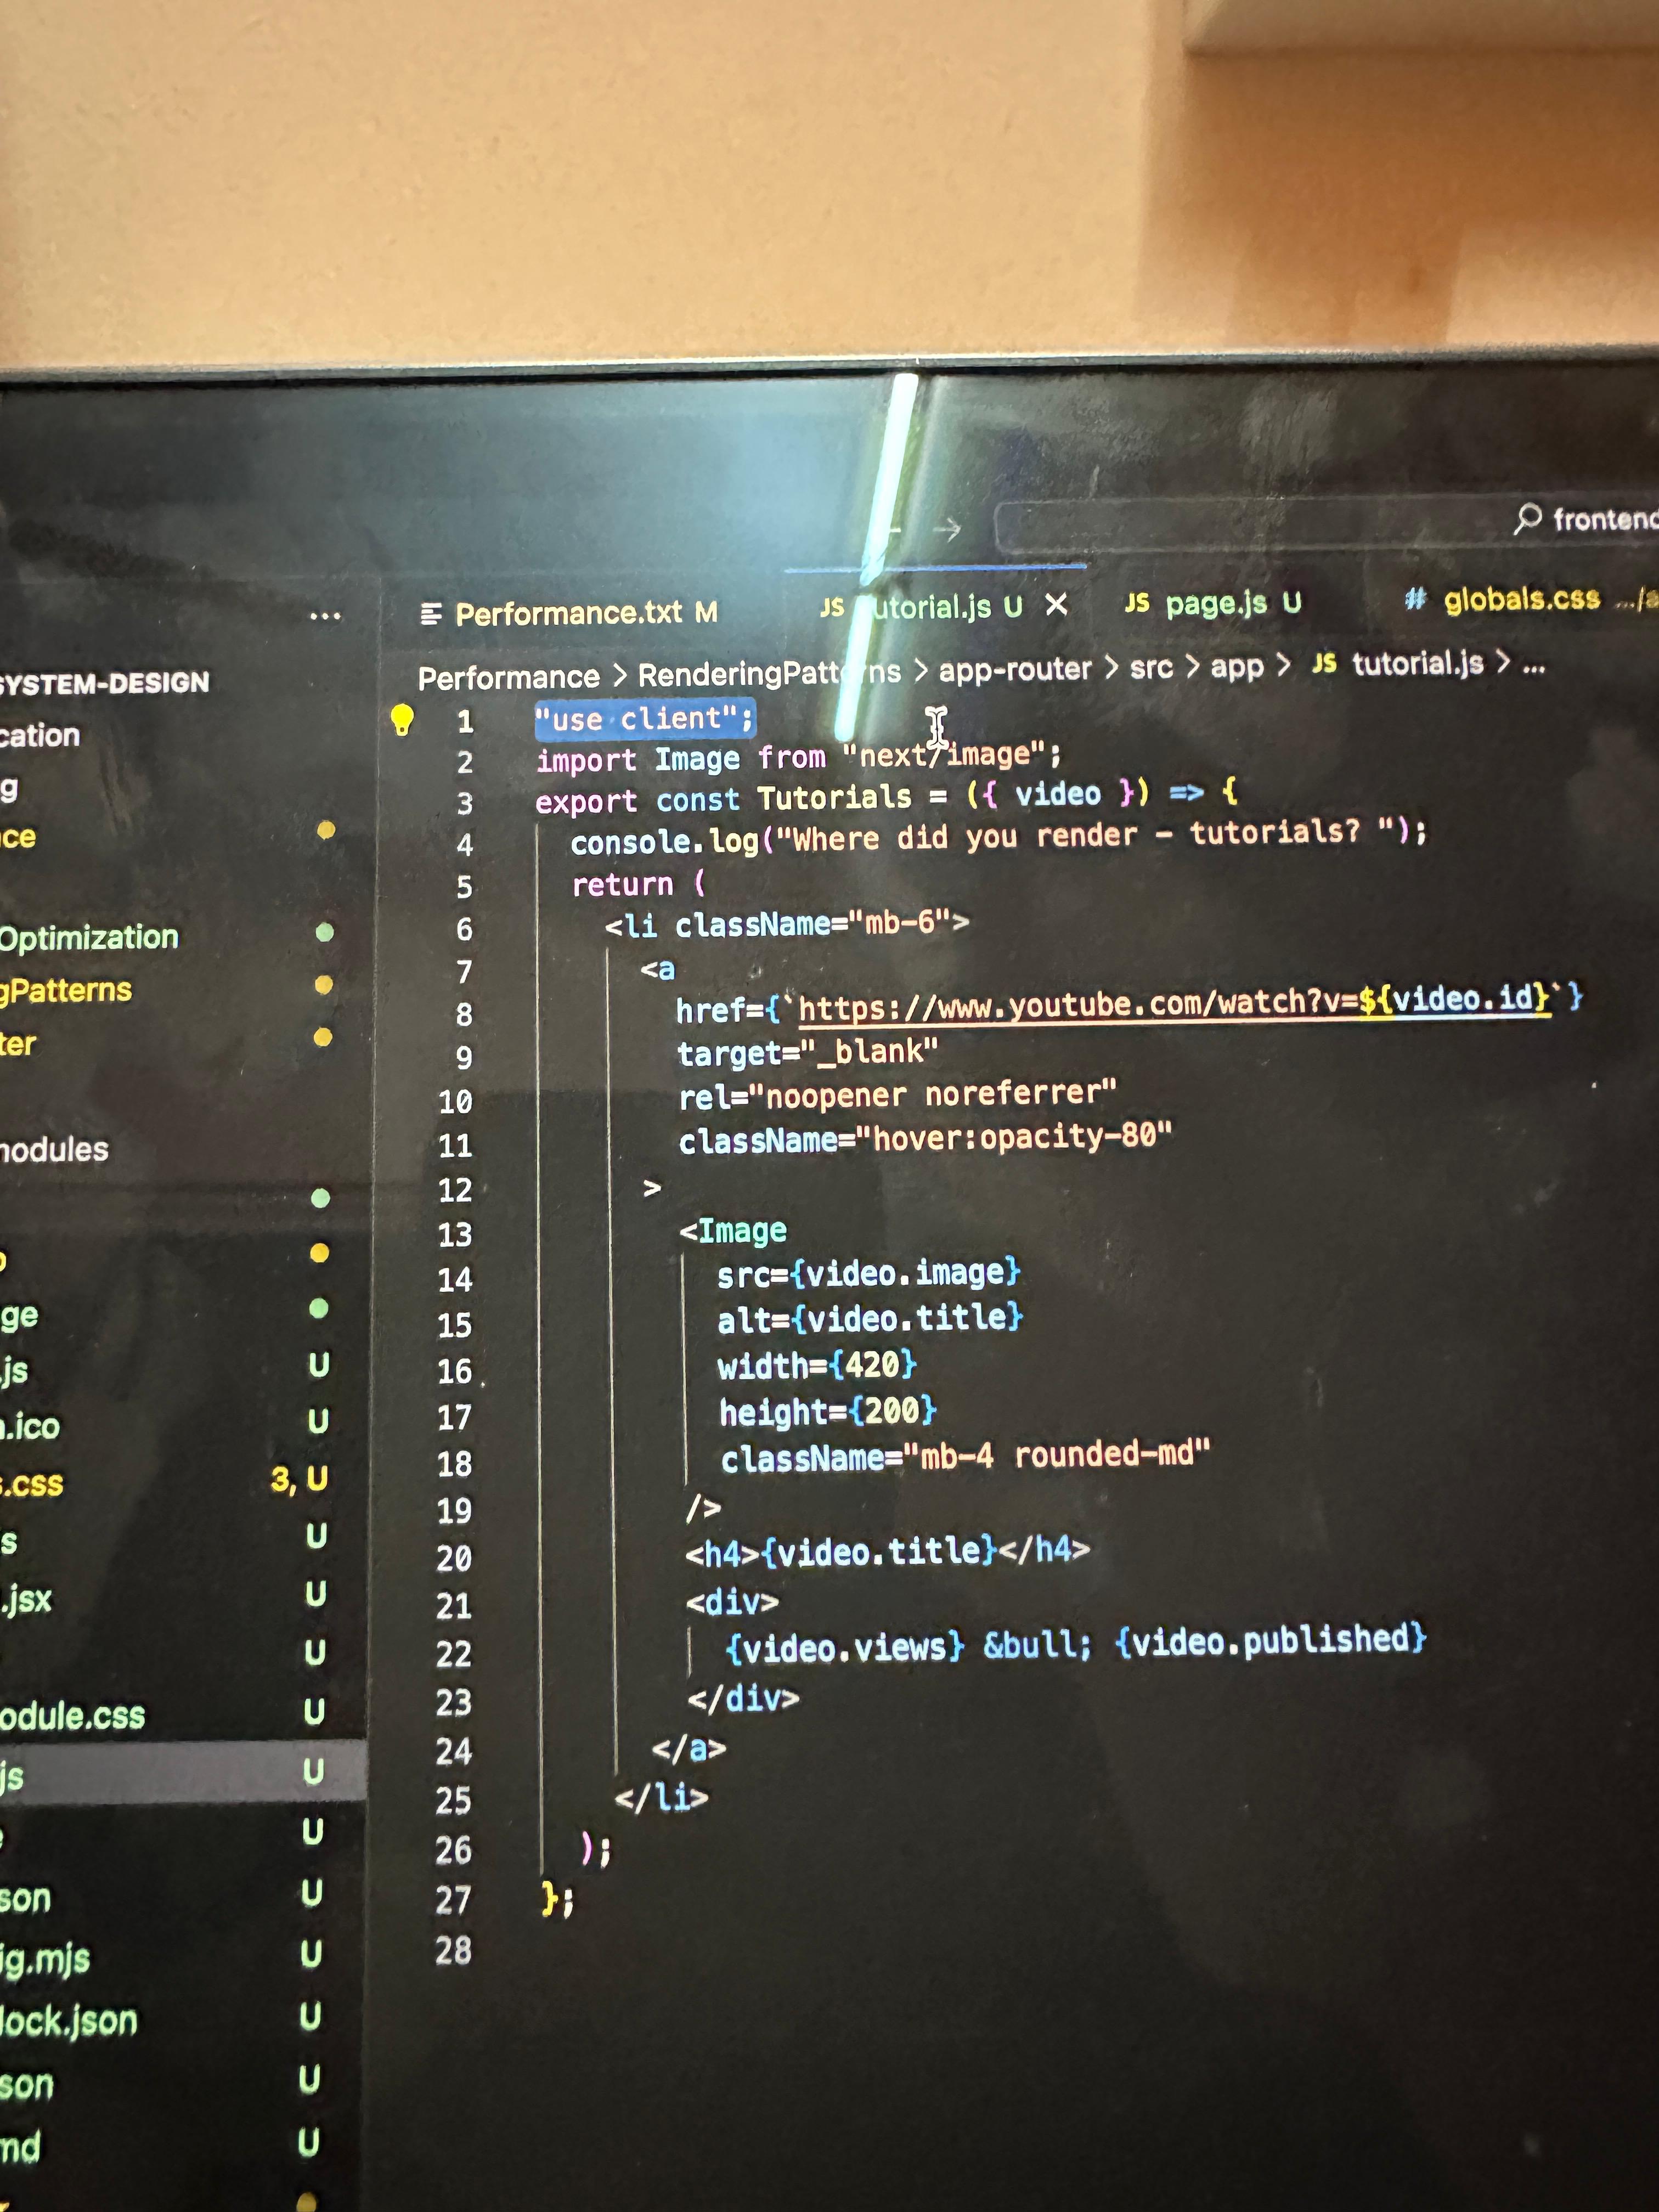 frontend
...
Performance.txt M
JS utorial.js U
JS page.js U
# globals.css .../
SYSTEM-DESIGN
Performance > RenderingPatterns > app-router > src > app > JS tutorial.js > ...
cation
g
ce
Optimization
gPatterns
ter
nodules
ge
.js U
.ico U
.css 3, U
s U
.jsx U
U
odule.css U
js U
U
son U
ig.mjs U
lock.json U
son U
md U
1 "use client";
2 import Image from "next/image";
3 export const Tutorials = ({ video }) => {
4 console.log("Where did you render - tutorials? ");
5 return (
6 <li className="mb-6">
7 <a
8 href={`https://www.youtube.com/watch?v=${video.id}`}
9 target="_blank"
10 rel="noopener noreferrer"
11 className="hover:opacity-80"
12 >
13 <Image
14 src={video.image}
15 alt={video.title}
16 width={420}
17 height={200}
18 className="mb-4 rounded-md"
19 />
20 <h4>{video.title}</h4>
21 <div>
22 {video.views} &bull; {video.published}
23 </div>
24 </a>
25 </li>
26 );
27 };
28